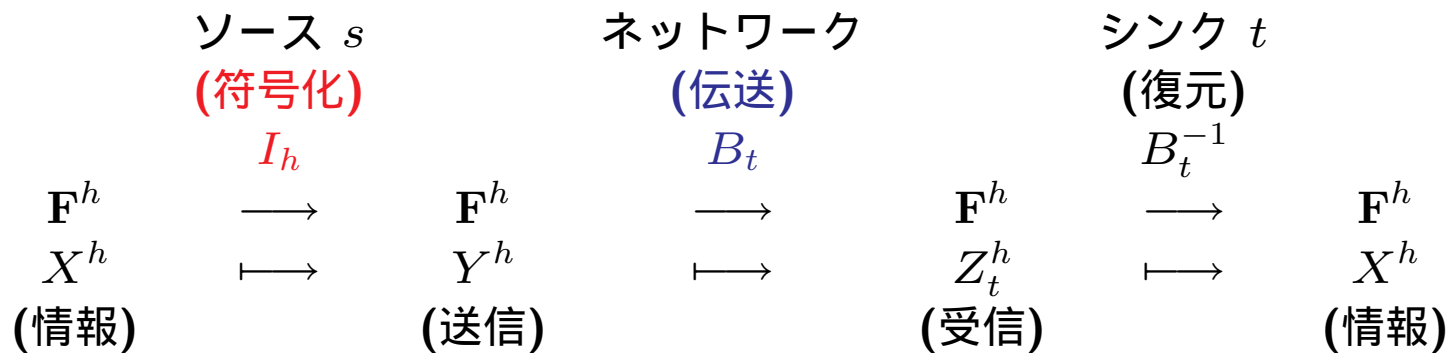 ソース s ネットワーク シンク t
(符号化) (伝送) (復元)
I_h B_t B_t^{-1}
F^h ⟶ F^h ⟶ F^h ⟶ F^h
X^h ⟼ Y^h ⟼ Z_t^h ⟼ X^h
(情報) (送信) (受信) (情報)